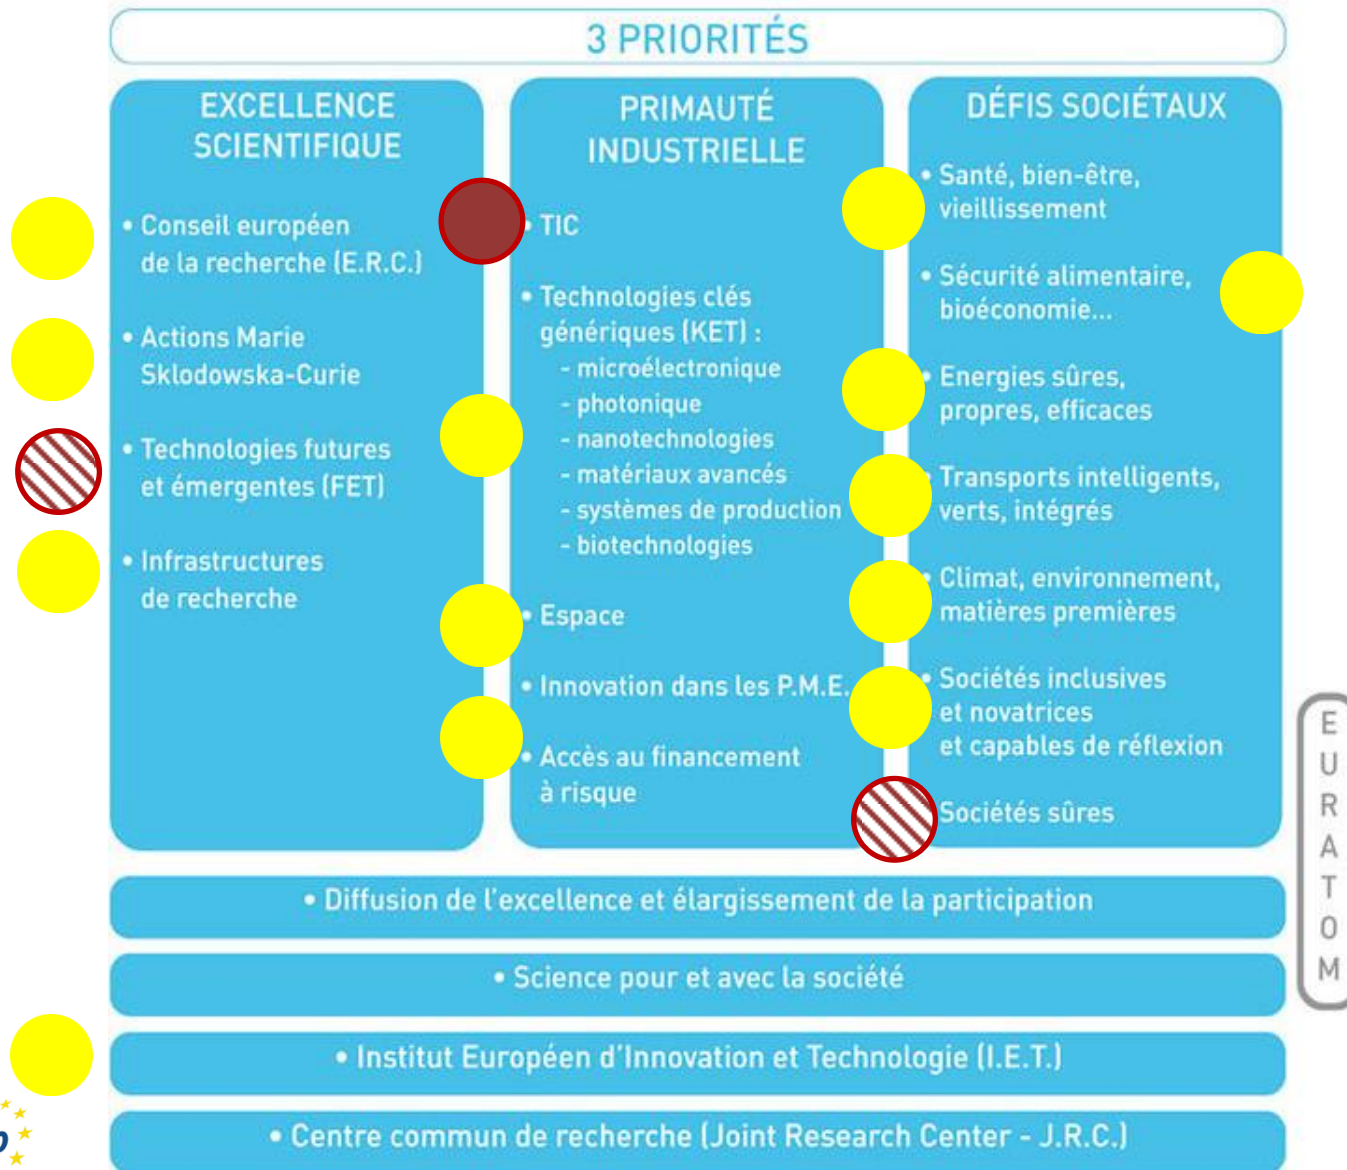 3 PRIORITÉS
EXCELLENCE
SCIENTIFIQUE
• Conseil européen
de la recherche (E.R.C.)
• Actions Marie
Sklodowska-Curie
• Technologies futures
et émergentes (FET)
• Infrastructures
de recherche
PRIMAUTÉ
INDUSTRIELLE
• TIC
• Technologies clés
génériques (KET) :
- microélectronique
- photonique
- nanotechnologies
- matériaux avancés
- systèmes de production
- biotechnologies
• Espace
• Innovation dans les P.M.E.
• Accès au financement
à risque
DÉFIS SOCIÉTAUX
• Santé, bien-être,
vieillissement
• Sécurité alimentaire,
bioéconomie...
• Energies sûres,
propres, efficaces
• Transports intelligents,
verts, intégrés
• Climat, environnement,
matières premières
• Sociétés inclusives
et novatrices
et capables de réflexion
Sociétés sûres
EURATOM
• Diffusion de l'excellence et élargissement de la participation
• Science pour et avec la société
• Institut Européen d'Innovation et Technologie (I.E.T.)
• Centre commun de recherche (Joint Research Center - J.R.C.)